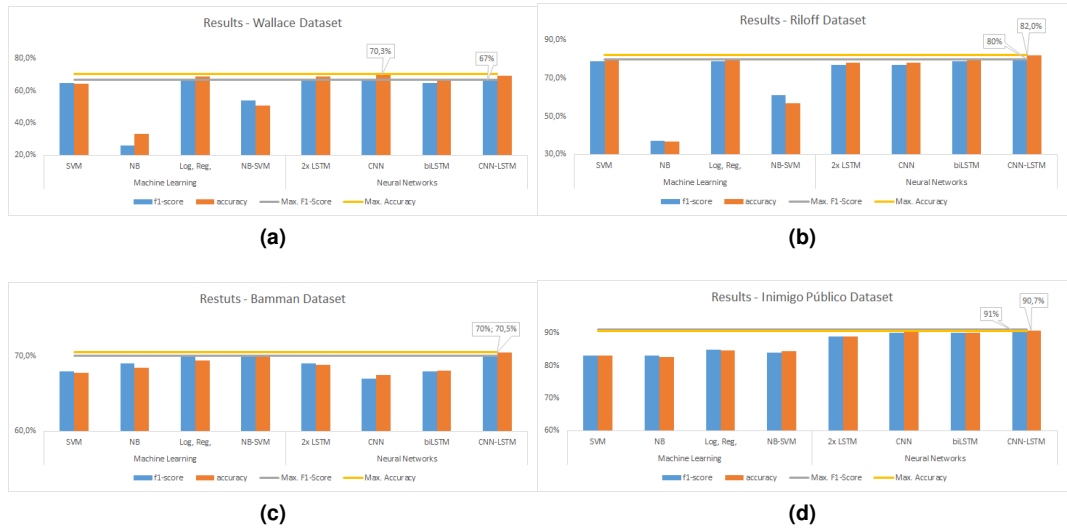 Results - Wallace Dataset
80,0%
60,0%
40,0%
20,0%
70,3%
67%
SVM NB Log, Reg, NB-SVM 2x LSTM CNN biLSTM CNN-LSTM
Machine Learning Neural Networks
f1-score accuracy Max. F1-Score Max. Accuracy
(a)
Results - Riloff Dataset
90,0%
70,0%
50,0%
30,0%
80%
82,0%
SVM NB Log, Reg, NB-SVM 2x LSTM CNN biLSTM CNN-LSTM
Machine Learning Neural Networks
f1-score accuracy Max. F1-Score Max. Accuracy
(b)
Restuts - Bamman Dataset
70,0%
60,0%
70%; 70,5%
SVM NB Log, Reg, NB-SVM 2x LSTM CNN biLSTM CNN-LSTM
Machine Learning Neural Networks
f1-score accuracy Max. F1-Score Max. Accuracy
(c)
Results - Inimigo Público Dataset
90%
80%
70%
60%
91%
90,7%
SVM NB Log, Reg, NB-SVM 2x LSTM CNN biLSTM CNN-LSTM
Machine Learning Neural Networks
f1-score accuracy Max. F1-Score Max. Accuracy
(d)